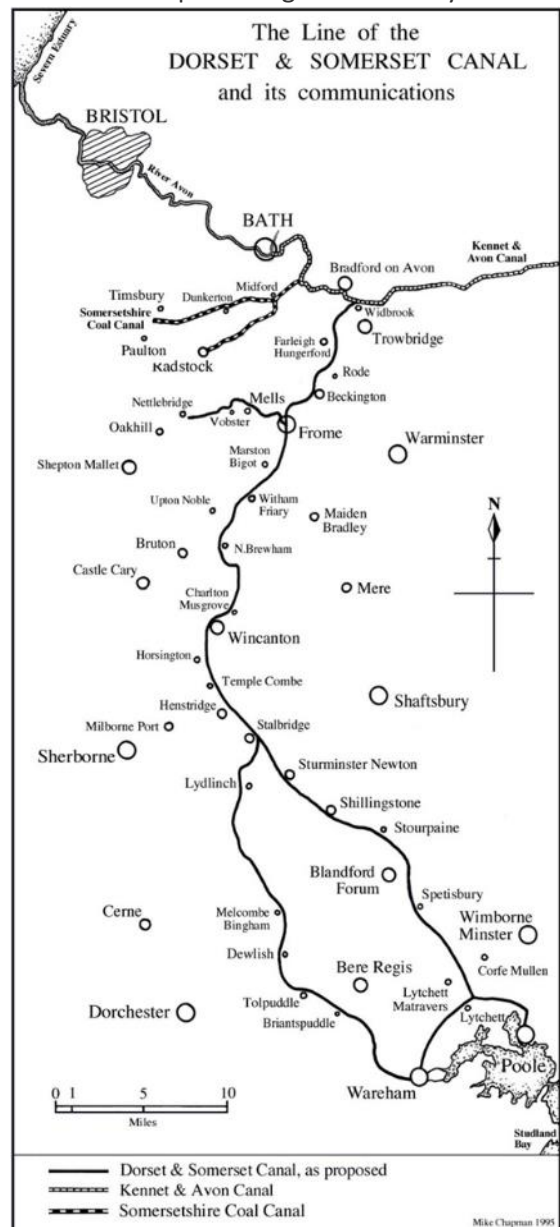 The Line of the
DORSET & SOMERSET CANAL
and its communications
Severn Estuary
BRISTOL
River Avon
BATH
Kennet &
Avon Canal
Bradford on Avon
Midford
Timsbury
Dunkerton
Widbrook
Somersetshire
Coal Canal
Trowbridge
Paulton
Farleigh
Hungerford
Radstock
Rode
Beckington
Mells
Nettlebridge
Vobster
Oakhill
Frome
Warminster
Marston
Bigot
Shepton Mallet
Witham
Friary
Upton Noble
Maiden
Bradley
N
Bruton
N.Brewham
Castle Cary
Mere
Charlton
Musgrove
Wincanton
Horsington
Temple Combe
Shaftsbury
Henstridge
Milborne Port
Stalbridge
Sherborne
Sturminster Newton
Lydlinch
Shillingstone
Stourpaine
Blandford
Forum
Spetisbury
Cerne
Melcombe
Bingham
Wimborne
Minster
Dewlish
Corfe Mullen
Bere Regis
Lytchett
Matravers
Tolpuddle
Dorchester
Lytchett
Briantspuddle
Poole
Wareham
0 1 5 10
Miles
Studland
Bay
Dorset & Somerset Canal, as proposed
Kennet & Avon Canal
Somersetshire Coal Canal
Mike Chapman 1995